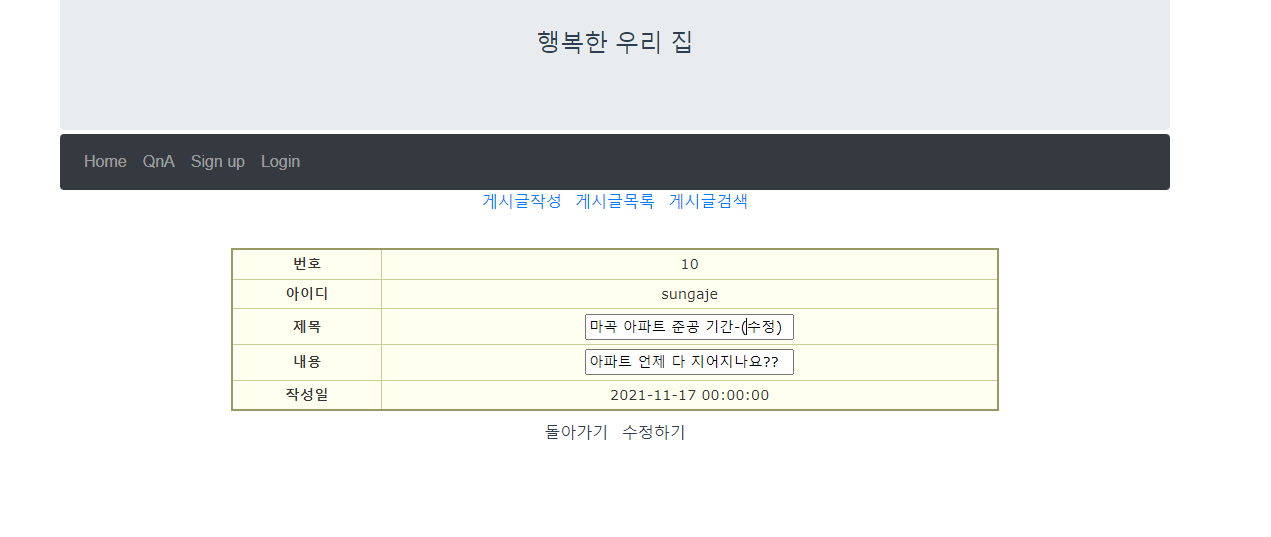 행복한 우리 집
Home QnA Sign up Login
게시글작성 게시글목록 게시글검색
번호 10
아이디 sungaje
제목 마곡 아파트 준공 기간-(수정)
내용 아파트 언제 다 지어지나요??
작성일 2021-11-17 00:00:00
돌아가기 수정하기